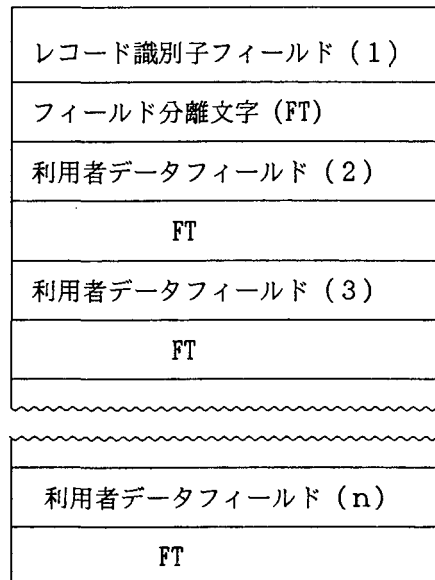 レコード識別子フィールド（1）
フィールド分離文字（FT）
利用者データフィールド（2）
FT
利用者データフィールド（3）
FT
利用者データフィールド（n）
FT